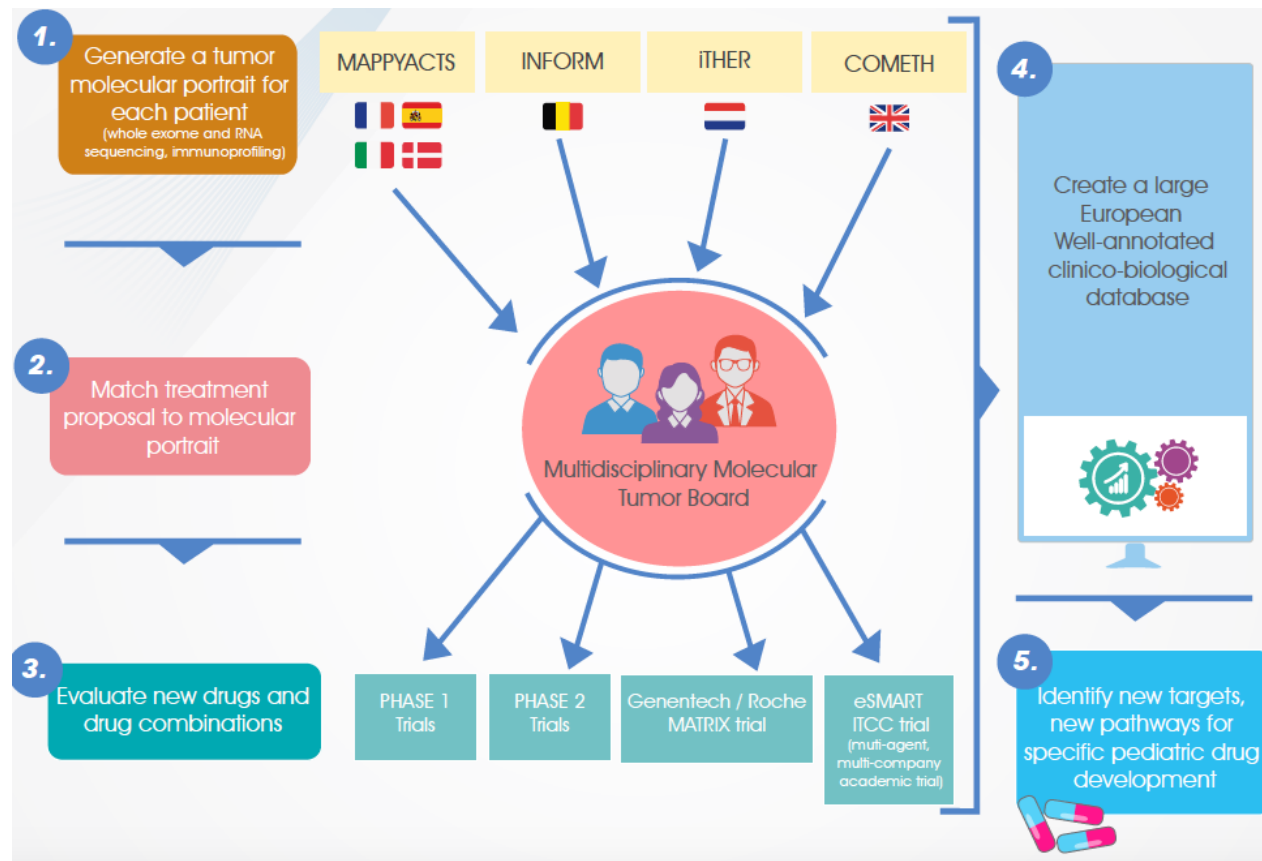 1.
Generate a tumor
molecular portrait for
each patient
(whole exome and RNA
sequencing, immunoprofiling)
MAPPYACTS
INFORM
iTHER
COMETH
2.
Match treatment
proposal to molecular
portrait
Multidisciplinary Molecular
Tumor Board
3.
Evaluate new drugs and
drug combinations
PHASE 1
Trials
PHASE 2
Trials
Genentech / Roche
MATRIX trial
eSMART
ITCC trial
(muti-agent,
multi-company
academic trial)
4.
Create a large
European
Well-annotated
clinico-biological
database
5.
Identify new targets,
new pathways for
specific pediatric drug
development